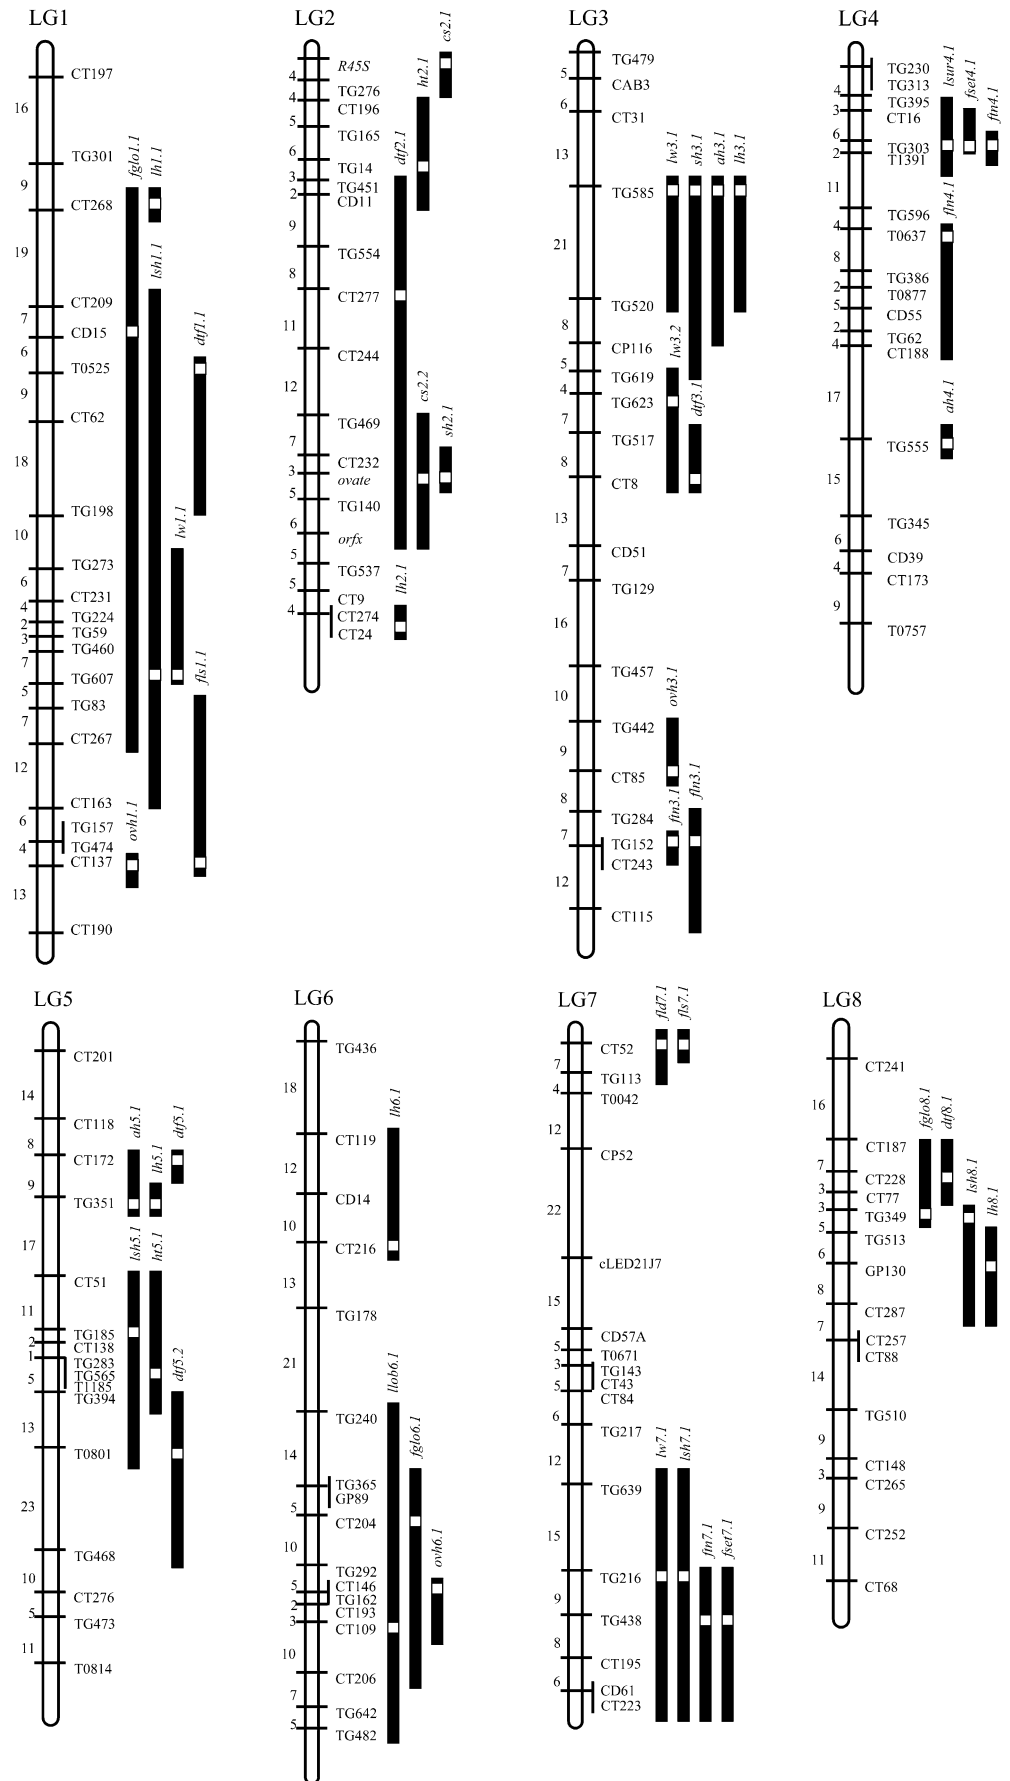 LG1
CT197
16
TG301
9
CT268
19
CT209
7
CD15
6
T0525
9
CT62
18
TG198
10
TG273
6
CT231
4
TG224
2
TG59
3
TG460
7
TG607
5
TG83
7
CT267
12
CT163
6
TG157
TG474
4
CT137
13
CT190
fglo1.1
lh1.1
lsh1.1
dtf1.1
lw1.1
fls1.1
ovh1.1
LG2
R45S
4
TG276
4
CT196
5
TG165
6
TG14
3
TG451
2
CD11
9
TG554
8
CT277
11
CT244
12
TG469
7
CT232
3
ovate
5
TG140
6
orfx
5
TG537
5
CT9
4
CT274
CT24
cs2.1
ht2.1
dtf2.1
cs2.2
sh2.1
lh2.1
LG3
TG479
5
CAB3
6
CT31
13
TG585
21
TG520
8
CP116
5
TG619
4
TG623
7
TG517
8
CT8
13
CD51
7
TG129
16
TG457
10
TG442
9
CT85
8
TG284
7
TG152
CT243
12
CT115
lw3.1
sh3.1
ah3.1
lh3.1
lw3.2
dtf3.1
ovh3.1
ftn3.1
fln3.1
LG4
TG230
TG313
4
TG395
3
CT16
6
TG303
2
T1391
11
TG596
4
T0637
8
TG386
2
T0877
5
CD55
2
TG62
4
CT188
17
TG555
15
TG345
6
CD39
4
CT173
9
T0757
lsur4.1
fset4.1
ftn4.1
fln4.1
ah4.1
LG5
CT201
14
CT118
8
CT172
9
TG351
17
CT51
11
TG185
2
CT138
1
TG283
TG565
T1185
5
TG394
13
T0801
23
TG468
10
CT276
5
TG473
11
T0814
ah5.1
lh5.1
dtf5.1
lsh5.1
ht5.1
dtf5.2
LG6
TG436
18
CT119
12
CD14
10
CT216
13
TG178
21
TG240
14
TG365
GP89
5
CT204
10
TG292
5
CT146
TG162
2
CT193
3
CT109
10
CT206
7
TG642
5
TG482
lh6.1
llob6.1
fglo6.1
ovh6.1
LG7
CT52
7
TG113
4
T0042
12
CP52
22
cLED21J7
15
CD57A
5
T0671
3
TG143
CT43
5
CT84
6
TG217
12
TG639
15
TG216
9
TG438
8
CT195
6
CD61
CT223
fld7.1
fls7.1
lw7.1
lsh7.1
ftn7.1
fset7.1
LG8
CT241
16
CT187
7
CT228
3
CT77
3
TG349
5
TG513
6
GP130
8
CT287
7
CT257
CT88
14
TG510
9
CT148
3
CT265
9
CT252
11
CT68
fglo8.1
dtf8.1
lsh8.1
lh8.1